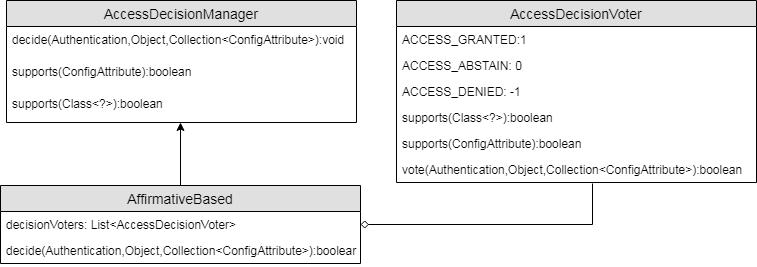 AccessDecisionManager
decide(Authentication,Object,Collection<ConfigAttribute>):void
supports(ConfigAttribute):boolean
supports(Class<?>):boolean
AccessDecisionVoter
ACCESS_GRANTED:1
ACCESS_ABSTAIN: 0
ACCESS_DENIED: -1
supports(Class<?>):boolean
supports(ConfigAttribute):boolean
vote(Authentication,Object,Collection<ConfigAttribute>):boolean
AffirmativeBased
decisionVoters: List<AccessDecisionVoter>
decide(Authentication,Object,Collection<ConfigAttribute>):boolear